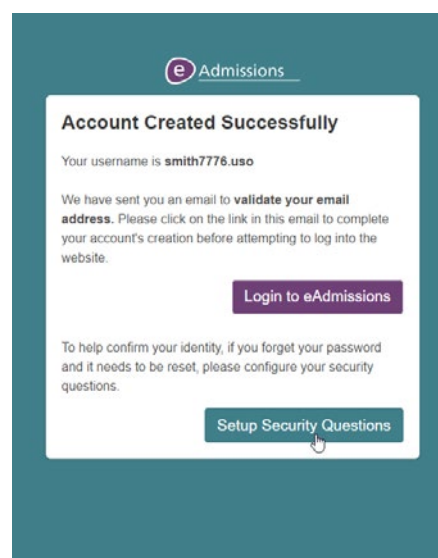 e Admissions
Account Created Successfully
Your username is smith7776.uso
We have sent you an email to validate your email
address. Please click on the link in this email to complete
your account's creation before attempting to log into the
website.
Login to eAdmissions
To help confirm your identity, if you forget your password
and it needs to be reset, please configure your security
questions.
Setup Security Questions